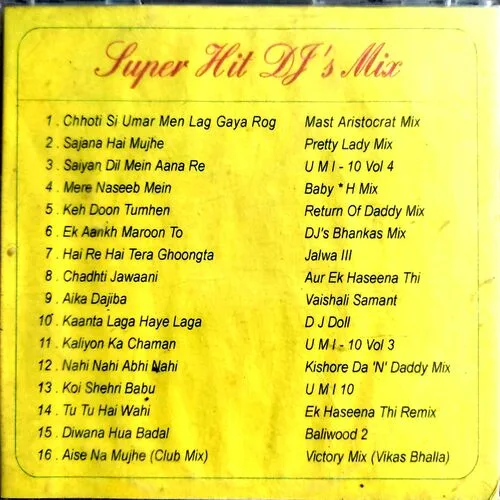 Super Hit DJ's Mix
1 . Chhoti Si Umar Men Lag Gaya Rog Mast Aristocrat Mix
2 . Sajana Hai Mujhe Pretty Lady Mix
3 . Saiyan Dil Mein Aana Re U M I - 10 Vol 4
4 . Mere Naseeb Mein Baby * H Mix
5 . Keh Doon Tumhen Return Of Daddy Mix
6 . Ek Aankh Maroon To DJ's Bhankas Mix
7 . Hai Re Hai Tera Ghoongta Jalwa III
8 . Chadhti Jawaani Aur Ek Haseena Thi
9 . Aika Dajiba Vaishali Samant
10 . Kaanta Laga Haye Laga D J Doll
11 . Kaliyon Ka Chaman U M I - 10 Vol 3
12 . Nahi Nahi Abhi Nahi Kishore Da 'N' Daddy Mix
13 . Koi Shehri Babu U M I 10
14 . Tu Tu Hai Wahi Ek Haseena Thi Remix
15 . Diwana Hua Badal Baliwood 2
16 . Aise Na Mujhe (Club Mix) Victory Mix (Vikas Bhalla)